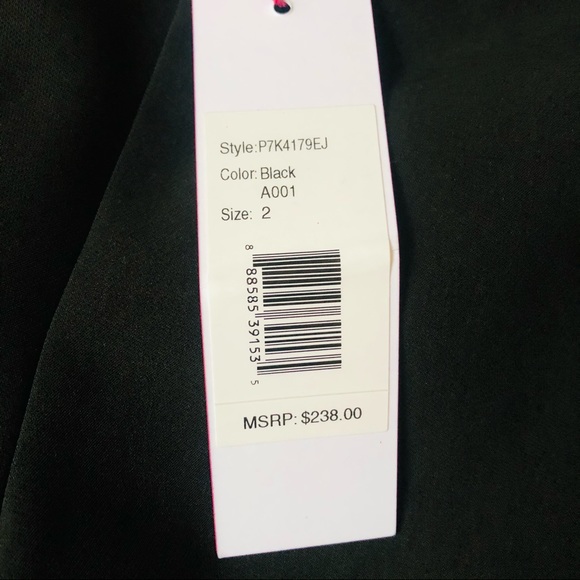 Style:P7K4179EJ
Color: Black
A001
Size: 2
8 88585 39153 5
MSRP: $238.00